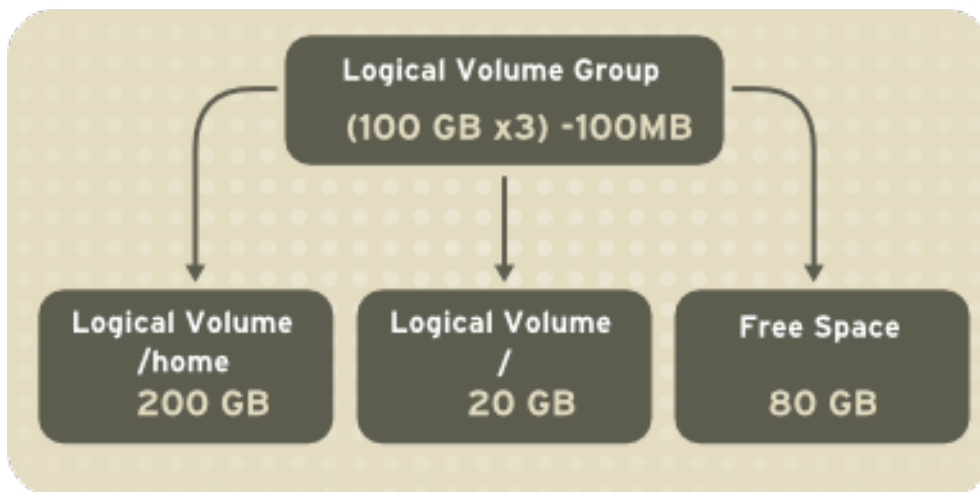 Logical Volume Group
(100 GB x3) -100MB
Logical Volume
/home
200 GB
Logical Volume
/
20 GB
Free Space
80 GB